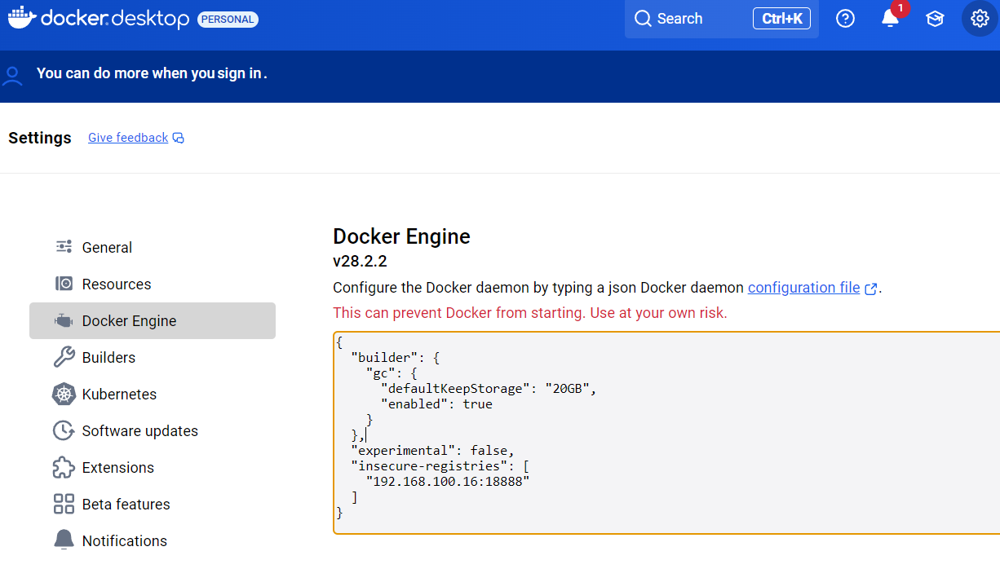 docker.desktop PERSONAL Search Ctrl+K 1
You can do more when you sign in.
Settings Give feedback
General
Resources
Docker Engine
Builders
Kubernetes
Software updates
Extensions
Beta features
Notifications
Docker Engine
v28.2.2
Configure the Docker daemon by typing a json Docker daemon configuration file.
This can prevent Docker from starting. Use at your own risk.
{
  "builder": {
    "gc": {
      "defaultKeepStorage": "20GB",
      "enabled": true
    }
  },
  "experimental": false,
  "insecure-registries": [
    "192.168.100.16:18888"
  ]
}